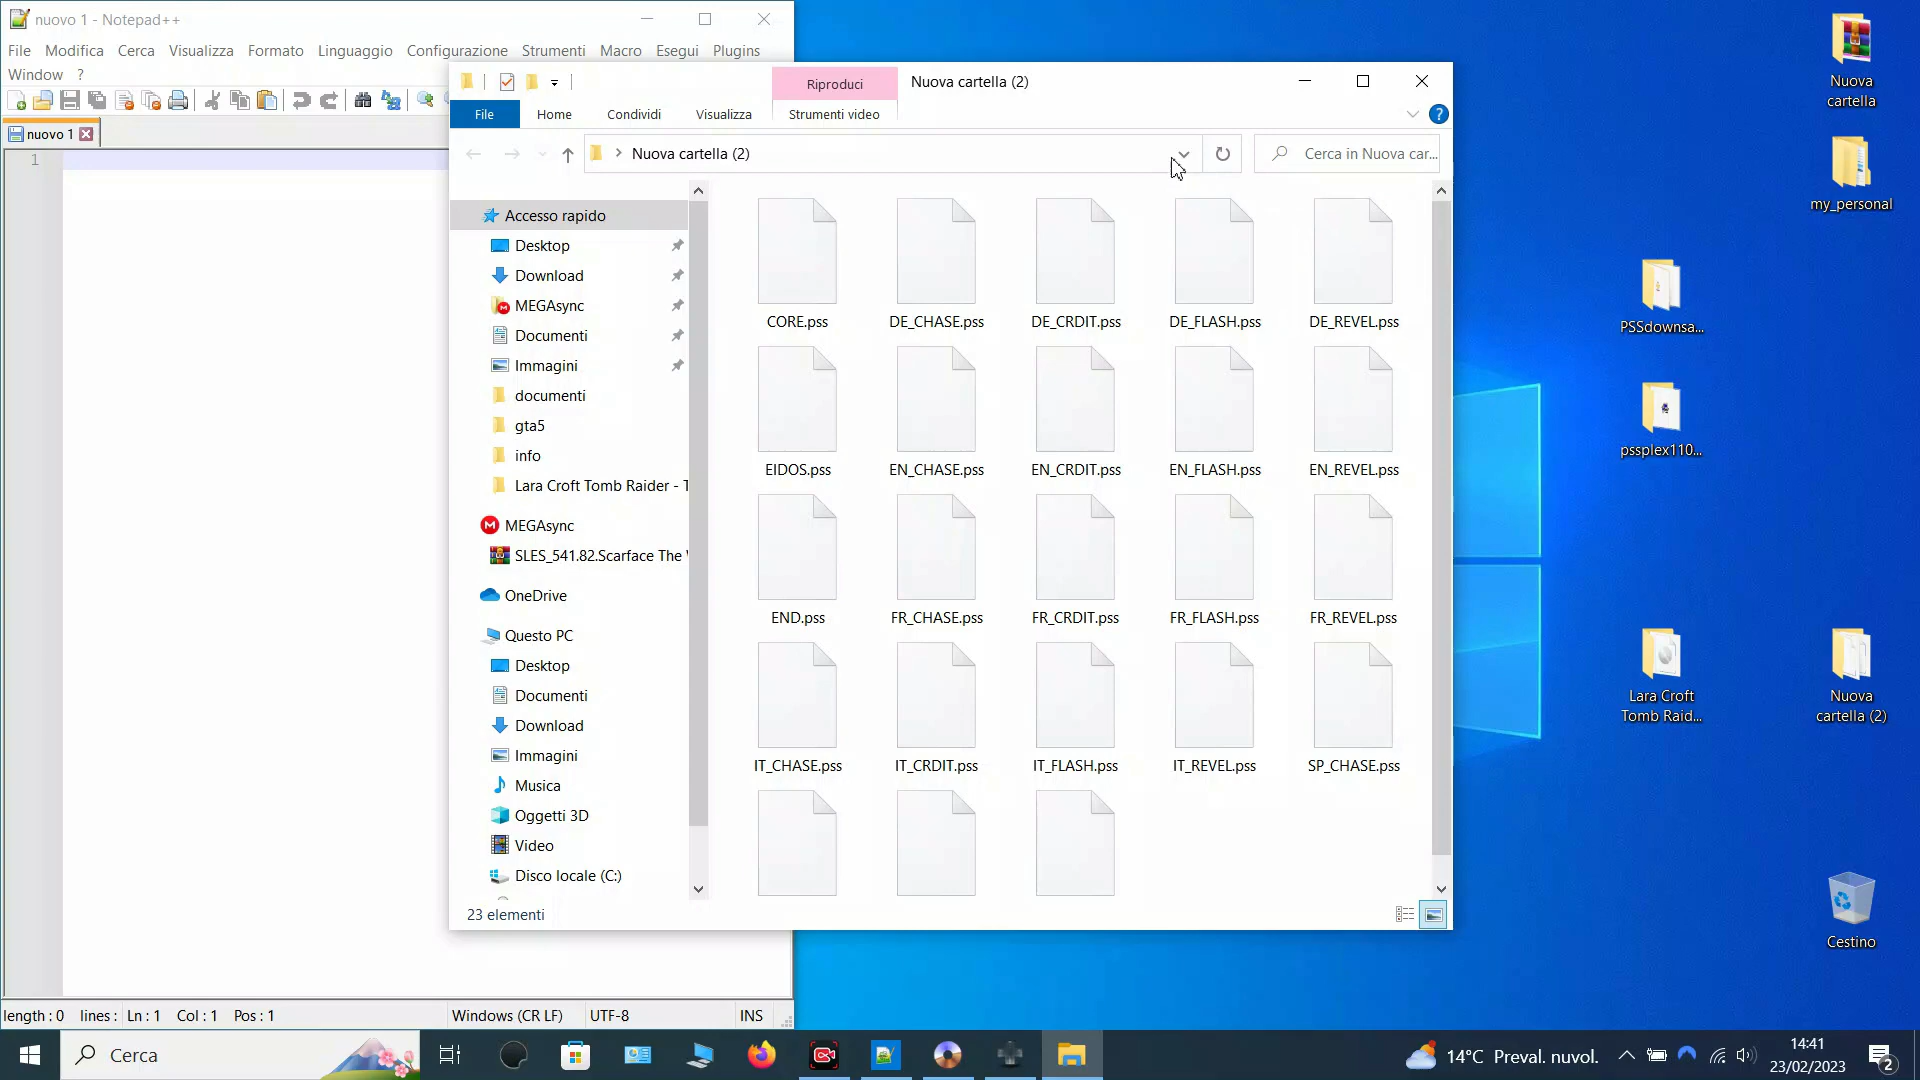 nuovo 1 - Notepad++
File Modifica Cerca Visualizza Formato Linguaggio Configurazione Strumenti Macro Esegui Plugins
Window ?
nuovo 1
1
length : 0 lines : Ln : 1 Col : 1 Pos : 1 Windows (CR LF) UTF-8 INS
Riproduci
Nuova cartella (2)
File Home Condividi Visualizza Strumenti video
Nuova cartella (2)
Cerca in Nuova car...
Accesso rapido
Desktop
Download
MEGAsync
Documenti
Immagini
documenti
gta5
info
Lara Croft Tomb Raider - T
MEGAsync
SLES_541.82.Scarface The
OneDrive
Questo PC
Desktop
Documenti
Download
Immagini
Musica
Oggetti 3D
Video
Disco locale (C:)
CORE.pss DE_CHASE.pss DE_CRDIT.pss DE_FLASH.pss DE_REVEL.pss
EIDOS.pss EN_CHASE.pss EN_CRDIT.pss EN_FLASH.pss EN_REVEL.pss
END.pss FR_CHASE.pss FR_CRDIT.pss FR_FLASH.pss FR_REVEL.pss
IT_CHASE.pss IT_CRDIT.pss IT_FLASH.pss IT_REVEL.pss SP_CHASE.pss
23 elementi
Nuova
cartella
my_personal
PSSdownsa...
pssplex110...
Lara Croft
Tomb Raid...
Nuova
cartella (2)
Cestino
Cerca
14°C Preval. nuvol.
14:41
23/02/2023
2